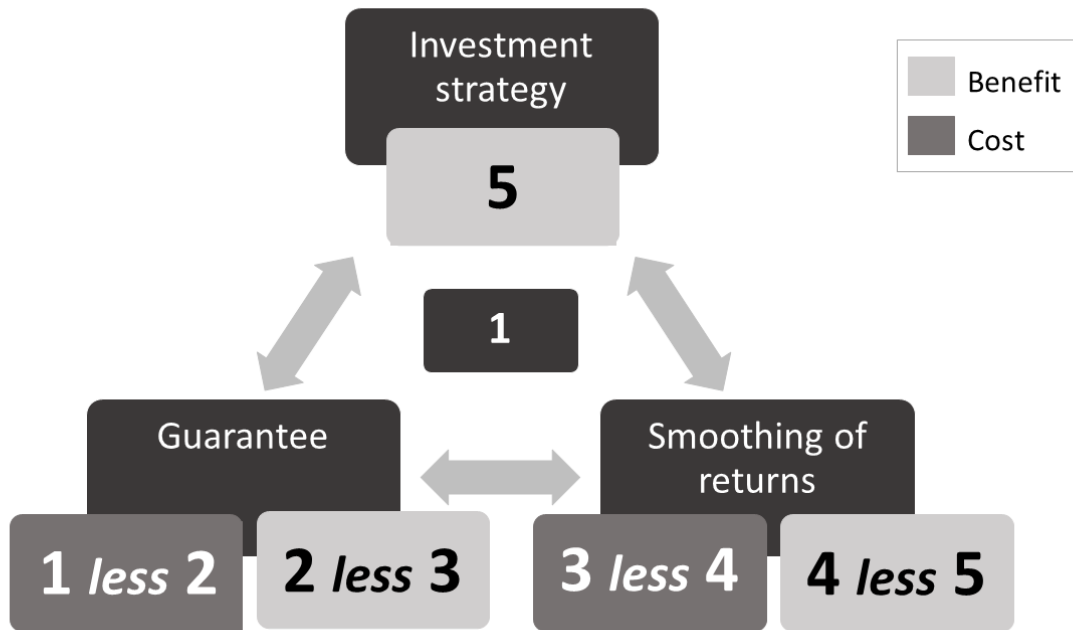 Investment
strategy
5
Benefit
Cost
1
Guarantee
1 less 2
2 less 3
Smoothing of
returns
3 less 4
4 less 5